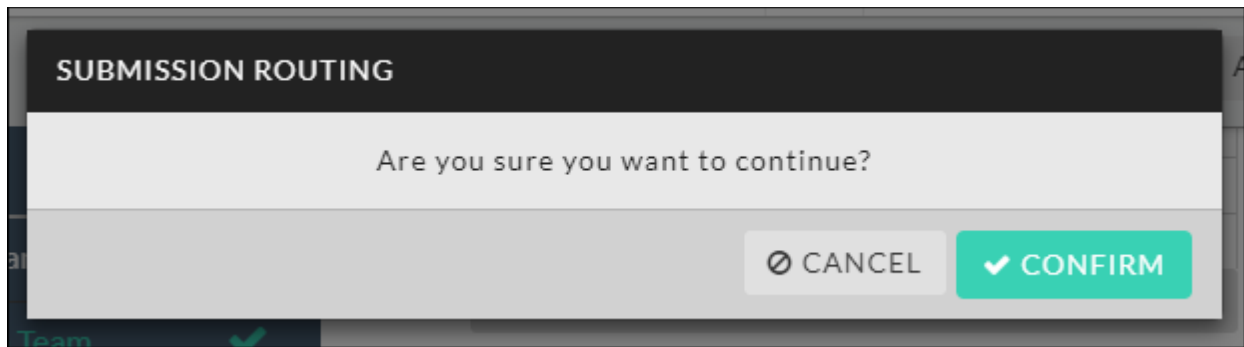 SUBMISSION ROUTING
Are you sure you want to continue?
CANCEL
CONFIRM
Team